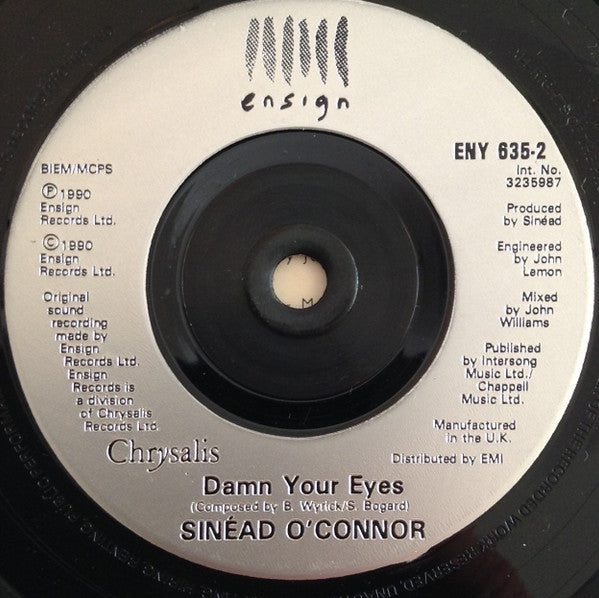 ensign
ENY 635-2
Int. No.
3235987
BIEM/MCPS
Ⓟ 1990
Ensign
Records Ltd.
© 1990
Ensign
Records Ltd.
Original
sound
recording
made by
Ensign
Records Ltd.
Ensign
Records is
a division
of Chrysalis
Records Ltd.
Produced
by Sinéad
Engineered
by John
Lemon
Mixed
by John
Williams
Published
by Intersong
Music Ltd./
Chappell
Music Ltd.
Manufactured
in the U.K.
Distributed by EMI
Chrysalis
Damn Your Eyes
(Composed by B. Wyrick/S. Bogard)
SINÉAD O'CONNOR